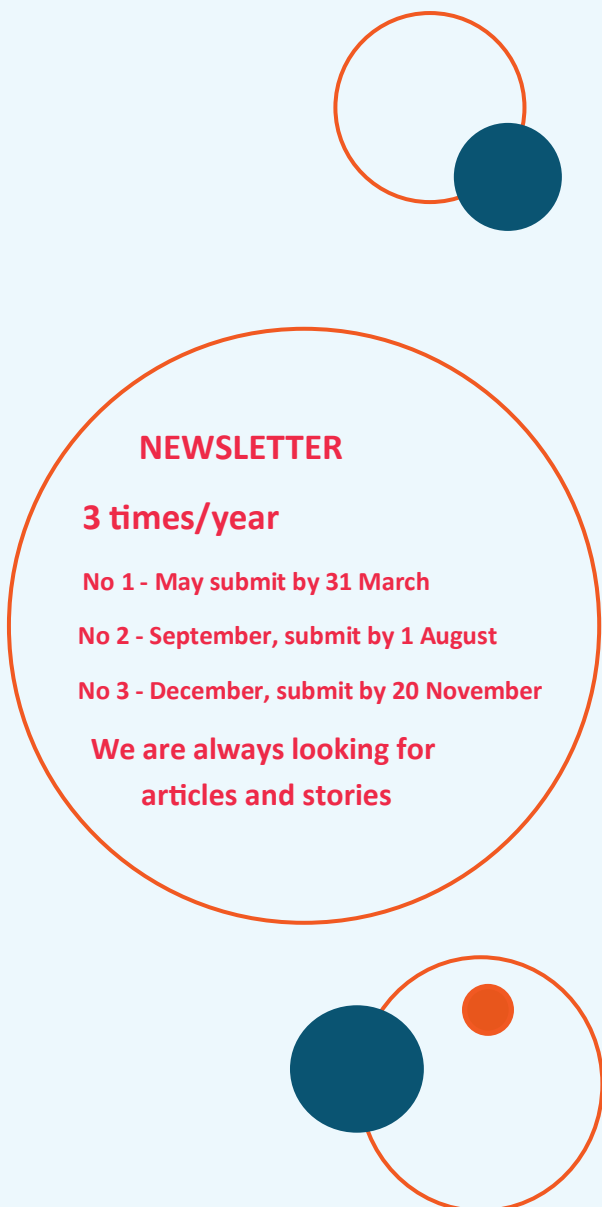 NEWSLETTER
3 times/year
No 1 - May submit by 31 March
No 2 - September, submit by 1 August
No 3 - December, submit by 20 November
We are always looking for
articles and stories